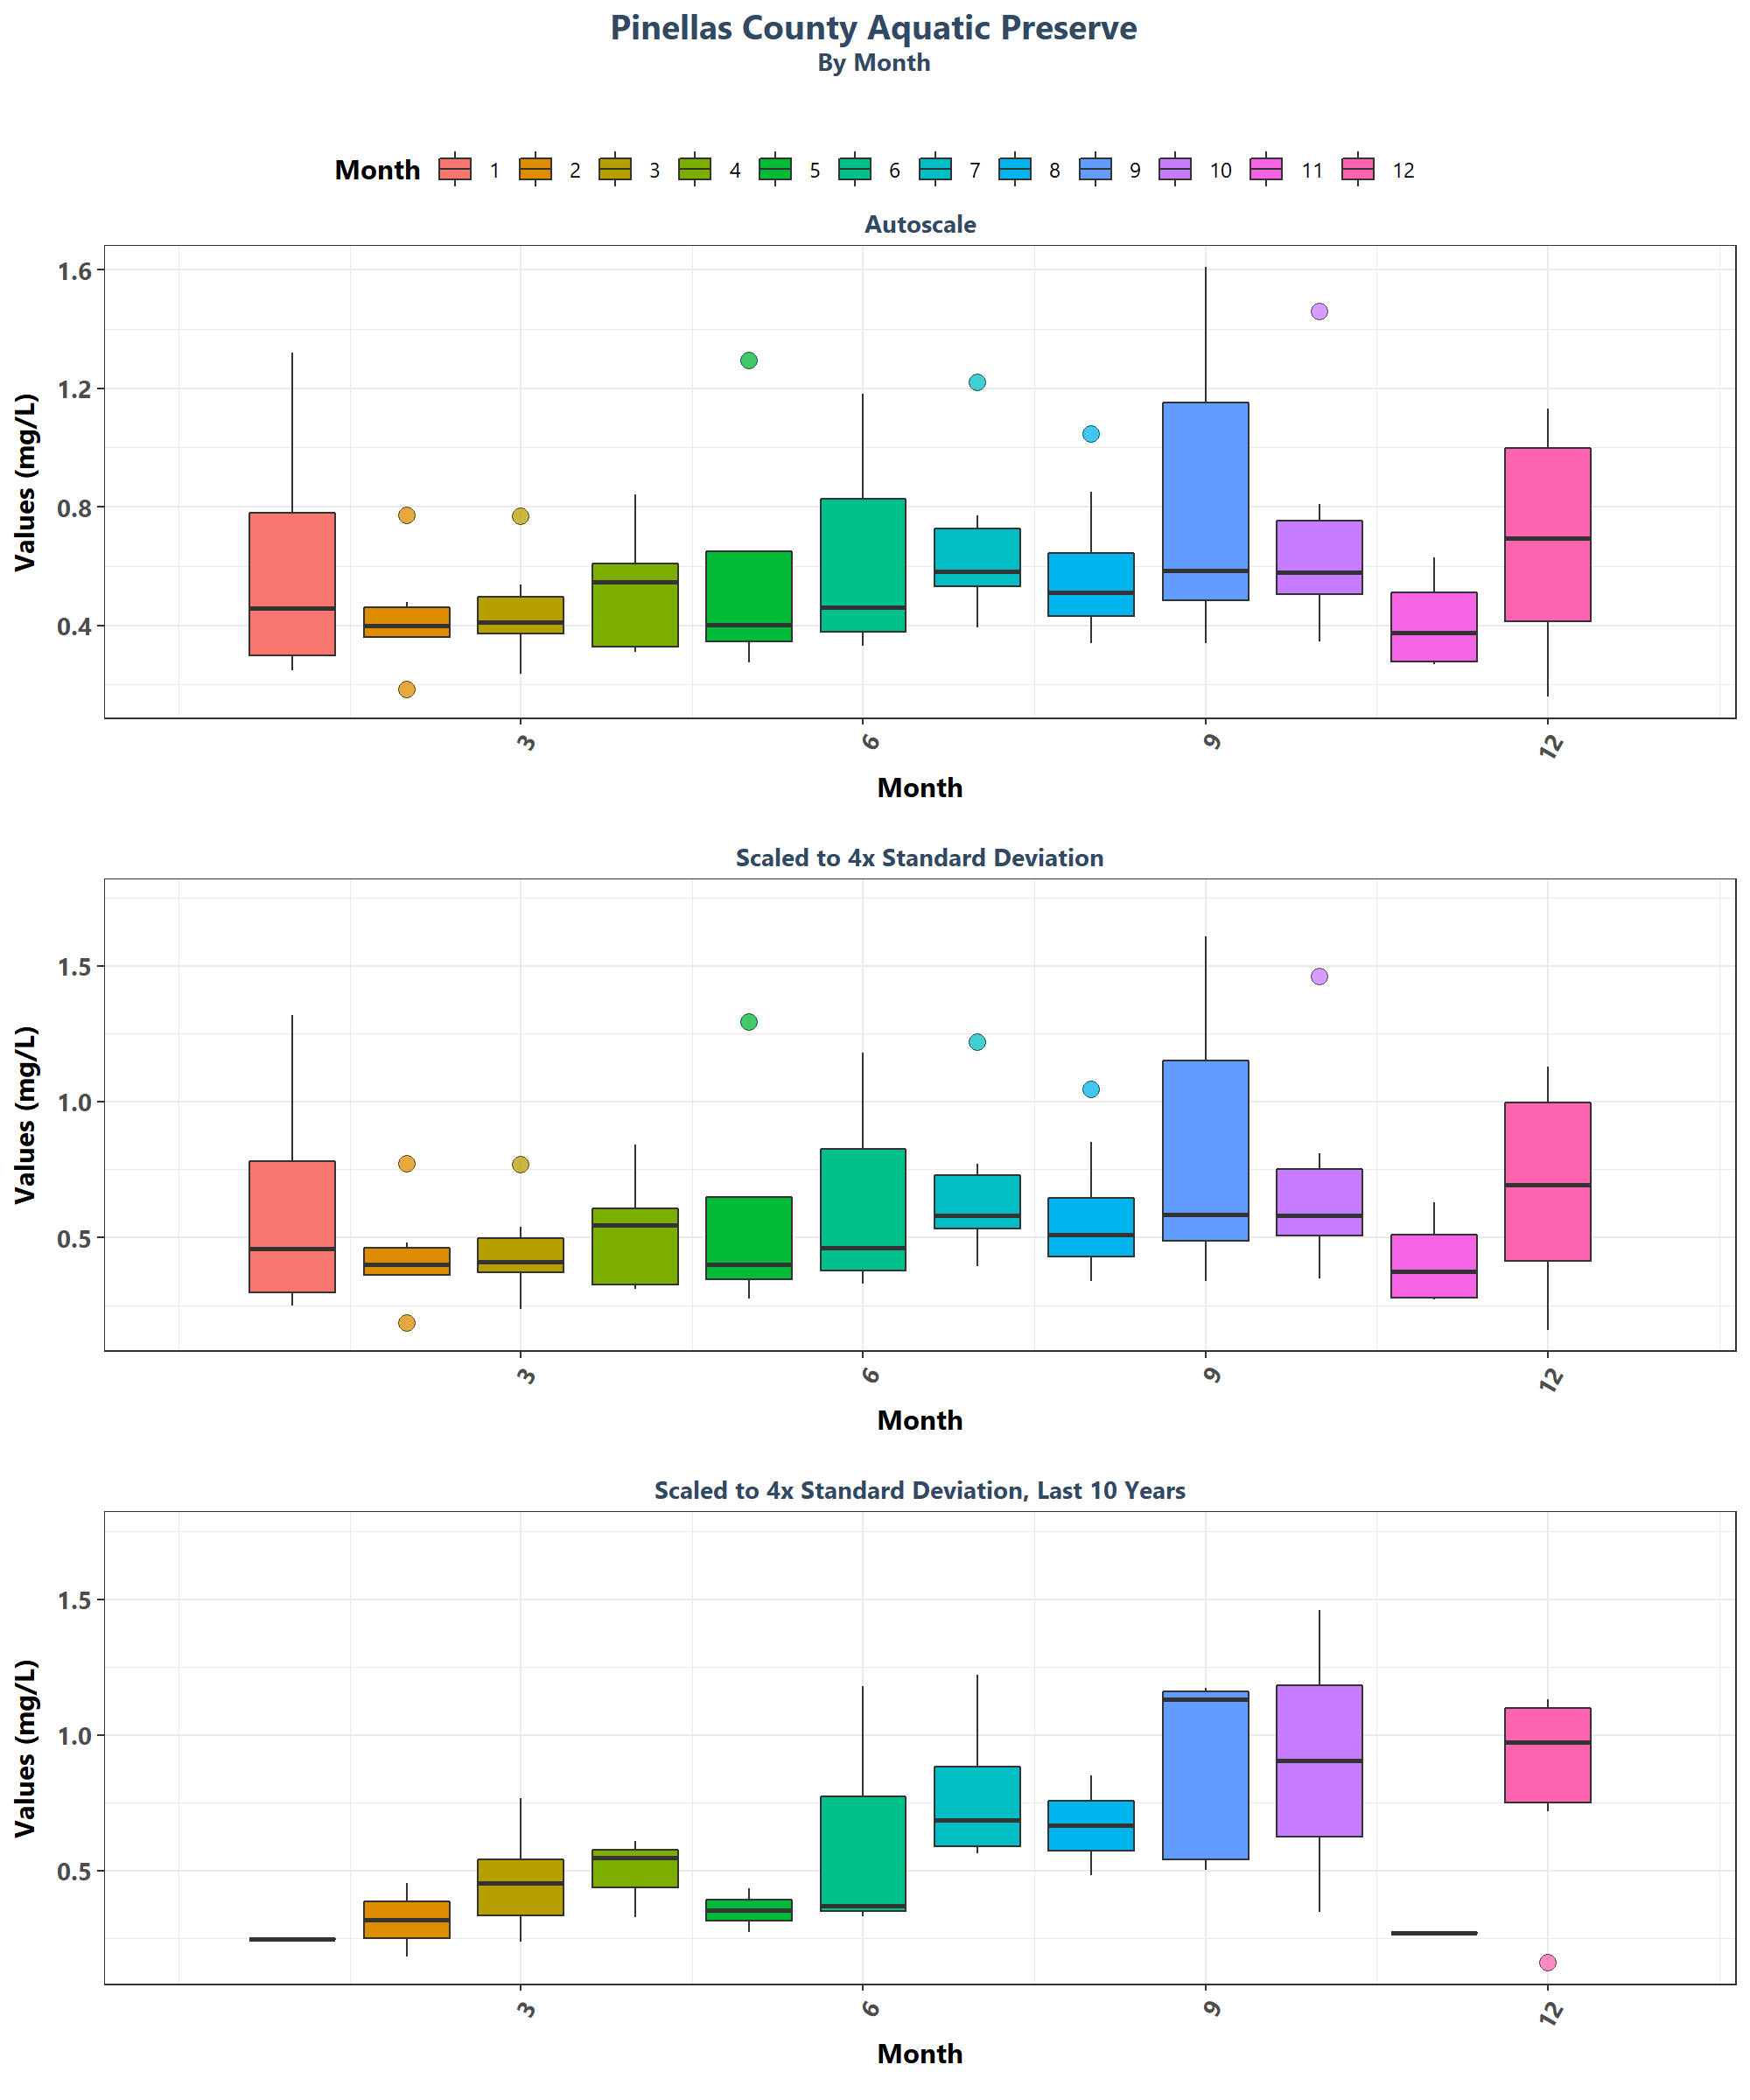 Pinellas County Aquatic Preserve
By Month
Month 1 2 3 4 5 6 7 8 9 10 11 12
Autoscale
Values (mg/L)
1.6
1.2
0.8
0.4
3 6 9 12
Month
Scaled to 4x Standard Deviation
Values (mg/L)
1.5
1.0
0.5
3 6 9 12
Month
Scaled to 4x Standard Deviation, Last 10 Years
Values (mg/L)
1.5
1.0
0.5
3 6 9 12
Month